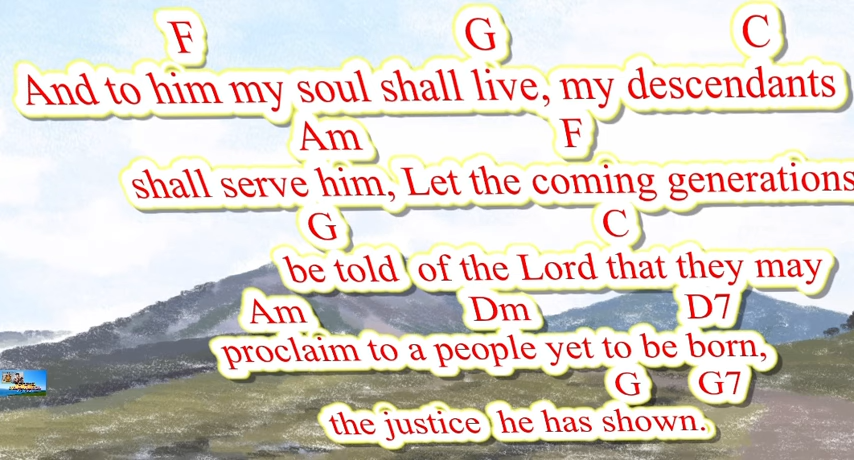 F G C
And to him my soul shall live, my descendants
Am F
shall serve him, Let the coming generations
G C
be told of the Lord that they may
Am Dm D7
proclaim to a people yet to be born,
G G7
the justice he has shown.